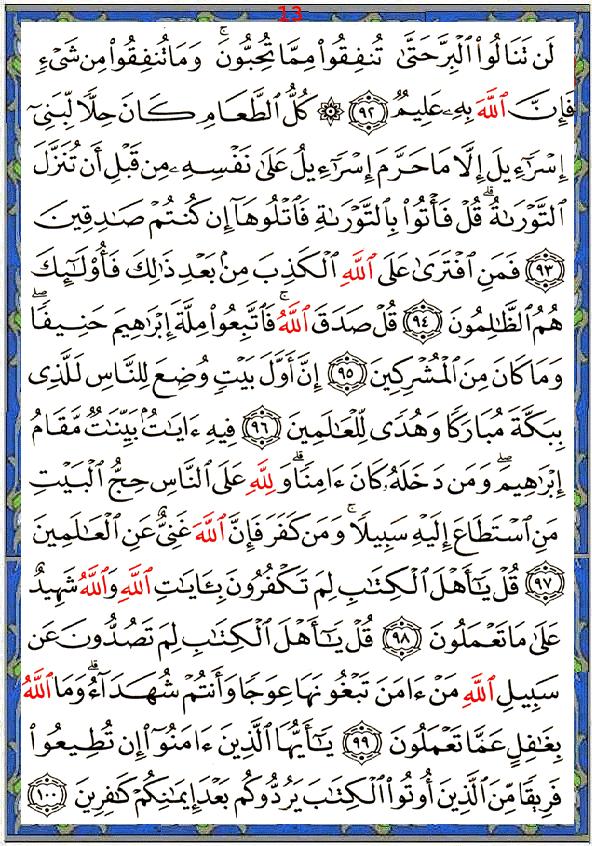 13
لَن تَنَالُوا۟ ٱلْبِرَّ حَتَّىٰ تُنفِقُوا۟ مِمَّا تُحِبُّونَ ۚ وَمَا تُنفِقُوا۟ مِن شَىْءٍ
فَإِنَّ ٱللَّهَ بِهِۦ عَلِيمٌ ﴿٩٢﴾ ۞ كُلُّ ٱلطَّعَامِ كَانَ حِلًّا لِّبَنِىٓ
إِسْرَٰٓءِيلَ إِلَّا مَا حَرَّمَ إِسْرَٰٓءِيلُ عَلَىٰ نَفْسِهِۦ مِن قَبْلِ أَن تُنَزَّلَ
ٱلتَّوْرَىٰةُ ۗ قُلْ فَأْتُوا۟ بِٱلتَّوْرَىٰةِ فَٱتْلُوهَآ إِن كُنتُمْ صَٰدِقِينَ
﴿٩٣﴾ فَمَنِ ٱفْتَرَىٰ عَلَى ٱللَّهِ ٱلْكَذِبَ مِنۢ بَعْدِ ذَٰلِكَ فَأُو۟لَٰٓئِكَ
هُمُ ٱلظَّٰلِمُونَ ﴿٩٤﴾ قُلْ صَدَقَ ٱللَّهُ ۗ فَٱتَّبِعُوا۟ مِلَّةَ إِبْرَٰهِيمَ حَنِيفًا ۖ
وَمَا كَانَ مِنَ ٱلْمُشْرِكِينَ ﴿٩٥﴾ إِنَّ أَوَّلَ بَيْتٍ وُضِعَ لِلنَّاسِ لَلَّذِى
بِبَكَّةَ مُبَارَكًا وَهُدًى لِّلْعَٰلَمِينَ ﴿٩٦﴾ فِيهِ ءَايَٰتٌۢ بَيِّنَٰتٌ مَّقَامُ
إِبْرَٰهِيمَ ۖ وَمَن دَخَلَهُۥ كَانَ ءَامِنًا ۗ وَلِلَّهِ عَلَى ٱلنَّاسِ حِجُّ ٱلْبَيْتِ
مَنِ ٱسْتَطَاعَ إِلَيْهِ سَبِيلًا ۚ وَمَن كَفَرَ فَإِنَّ ٱللَّهَ غَنِىٌّ عَنِ ٱلْعَٰلَمِينَ
﴿٩٧﴾ قُلْ يَٰٓأَهْلَ ٱلْكِتَٰبِ لِمَ تَكْفُرُونَ بِـَٔايَٰتِ ٱللَّهِ وَٱللَّهُ شَهِيدٌ
عَلَىٰ مَا تَعْمَلُونَ ﴿٩٨﴾ قُلْ يَٰٓأَهْلَ ٱلْكِتَٰبِ لِمَ تَصُدُّونَ عَن
سَبِيلِ ٱللَّهِ مَنْ ءَامَنَ تَبْغُونَهَا عِوَجًا وَأَنتُمْ شُهَدَآءُ ۗ وَمَا ٱللَّهُ
بِغَٰفِلٍ عَمَّا تَعْمَلُونَ ﴿٩٩﴾ يَٰٓأَيُّهَا ٱلَّذِينَ ءَامَنُوٓا۟ إِن تُطِيعُوا۟
فَرِيقًا مِّنَ ٱلَّذِينَ أُوتُوا۟ ٱلْكِتَٰبَ يَرُدُّوكُم بَعْدَ إِيمَٰنِكُمْ كَٰفِرِينَ ﴿١٠٠﴾